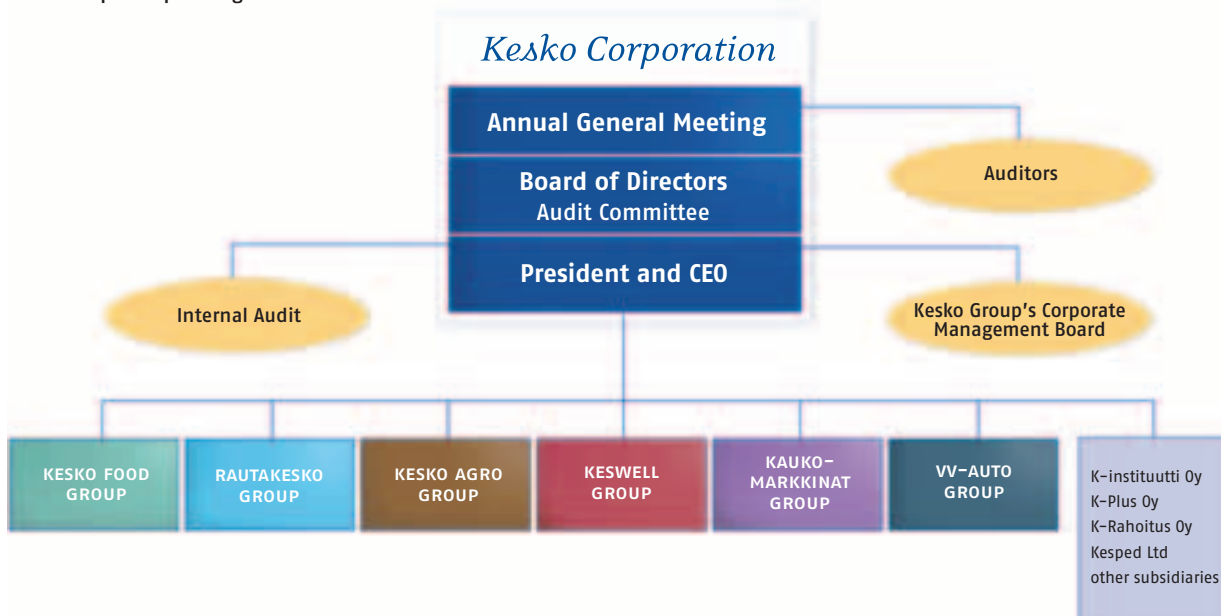 Kesko Corporation
Annual General Meeting
Auditors
Board of Directors
Audit Committee
President and CEO
Internal Audit
Kesko Group's Corporate
Management Board
KESKO FOOD
GROUP
RAUTAKESKO
GROUP
KESKO AGRO
GROUP
KESWELL
GROUP
KAUKO-
MARKKINAT
GROUP
VV-AUTO
GROUP
K-instituutti Oy
K-Plus Oy
K-Rahoitus Oy
Kesped Ltd
other subsidiaries